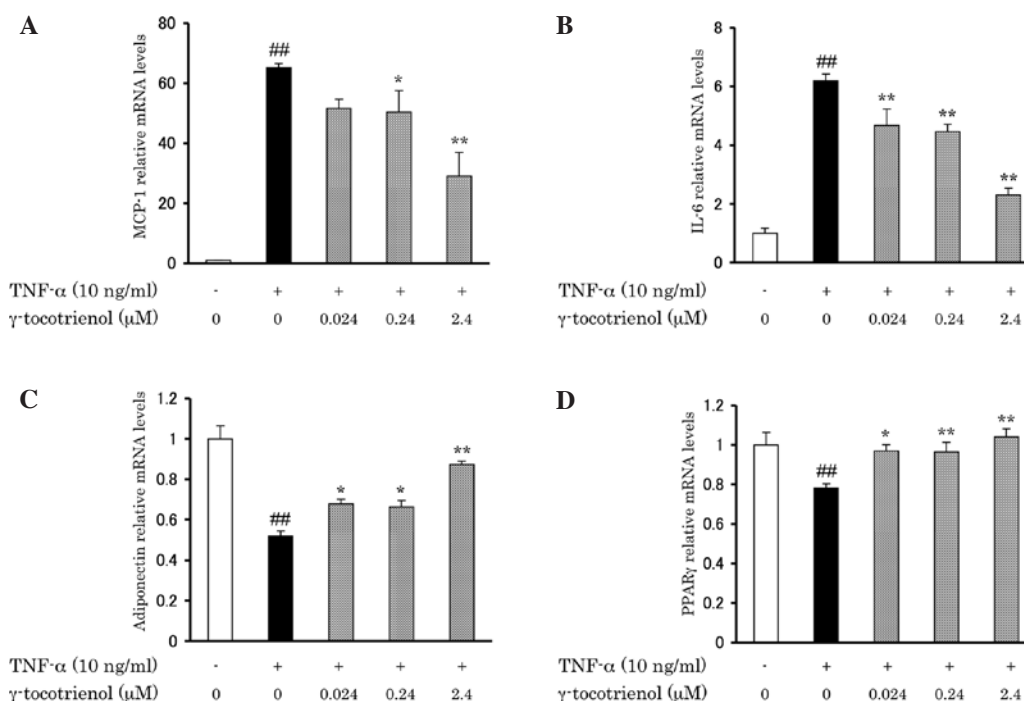 A
MCP-1 relative mRNA levels
80
60
40
20
0
##
*
**
TNF-α (10 ng/ml) - + + + +
γ-tocotrienol (μM) 0 0 0.024 0.24 2.4
B
IL-6 relative mRNA levels
8
6
4
2
0
##
**
**
**
TNF-α (10 ng/ml) - + + + +
γ-tocotrienol (μM) 0 0 0.024 0.24 2.4
C
Adiponectin relative mRNA levels
1.2
1
0.8
0.6
0.4
0.2
0
##
*
*
**
TNF-α (10 ng/ml) - + + + +
γ-tocotrienol (μM) 0 0 0.024 0.24 2.4
D
PPARγ relative mRNA levels
1.2
1
0.8
0.6
0.4
0.2
0
##
*
**
**
TNF-α (10 ng/ml) - + + + +
γ-tocotrienol (μM) 0 0 0.024 0.24 2.4